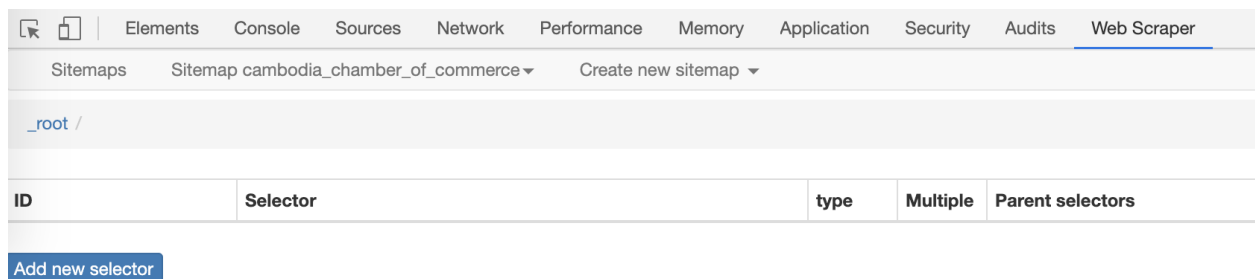 Elements Console Sources Network Performance Memory Application Security Audits Web Scraper
Sitemaps Sitemap cambodia_chamber_of_commerce Create new sitemap
_root /
ID Selector type Multiple Parent selectors
Add new selector